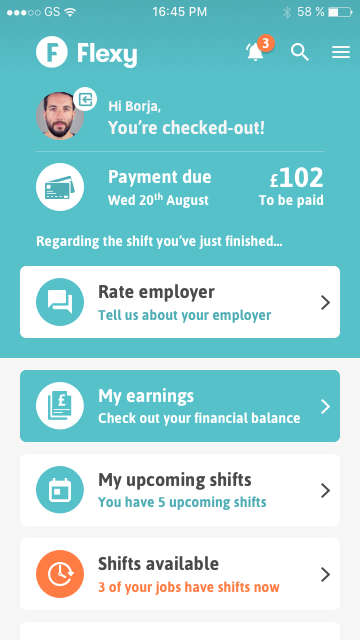 GS 16:45 PM 58 %
F Flexy 3
Hi Borja,
You're checked-out!
Payment due £102
Wed 20th August To be paid
Regarding the shift you've just finished...
Rate employer
Tell us about your employer
£ My earnings
Check out your financial balance
My upcoming shifts
You have 5 upcoming shifts
Shifts available
3 of your jobs have shifts now